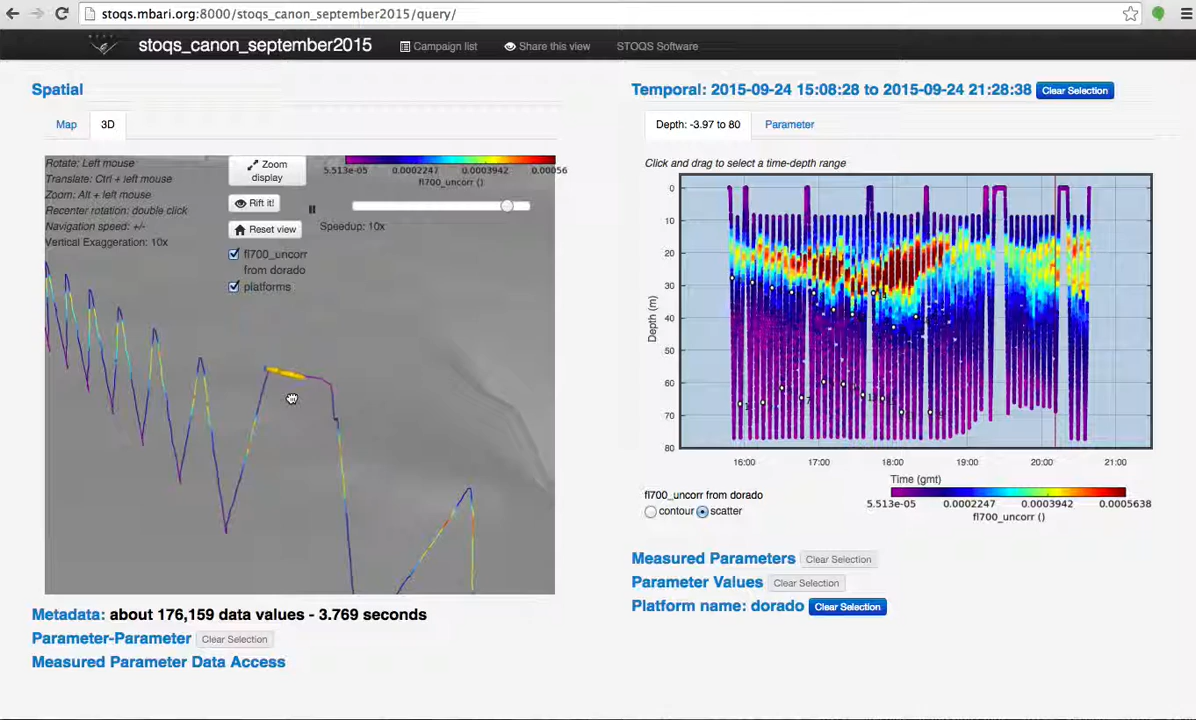 stoqs.mbari.org:8000/stoqs_canon_september2015/query/
stoqs_canon_september2015 Campaign list Share this view STOQS Software
Spatial
Map 3D
Rotate: Left mouse
Translate: Ctrl + left mouse
Zoom: Alt + left mouse
Recenter rotation: double click
Navigation speed: +/-
Vertical Exaggeration: 10x
Zoom
display
Rift it!
Reset view
fl700_uncorr
from dorado
platforms
5.513e-05 0.0002247 0.0003942 0.00056
fl700_uncorr ()
Speedup: 10x
Metadata: about 176,159 data values - 3.769 seconds
Parameter-Parameter Clear Selection
Measured Parameter Data Access
Temporal: 2015-09-24 15:08:28 to 2015-09-24 21:28:38 Clear Selection
Depth: -3.97 to 80 Parameter
Click and drag to select a time-depth range
Depth (m)
0
10
20
30
40
50
60
70
80
16:00 17:00 18:00 19:00 20:00 21:00
Time (gmt)
fl700_uncorr from dorado
contour scatter
5.513e-05 0.0002247 0.0003942 0.0005638
fl700_uncorr ()
Measured Parameters Clear Selection
Parameter Values Clear Selection
Platform name: dorado Clear Selection